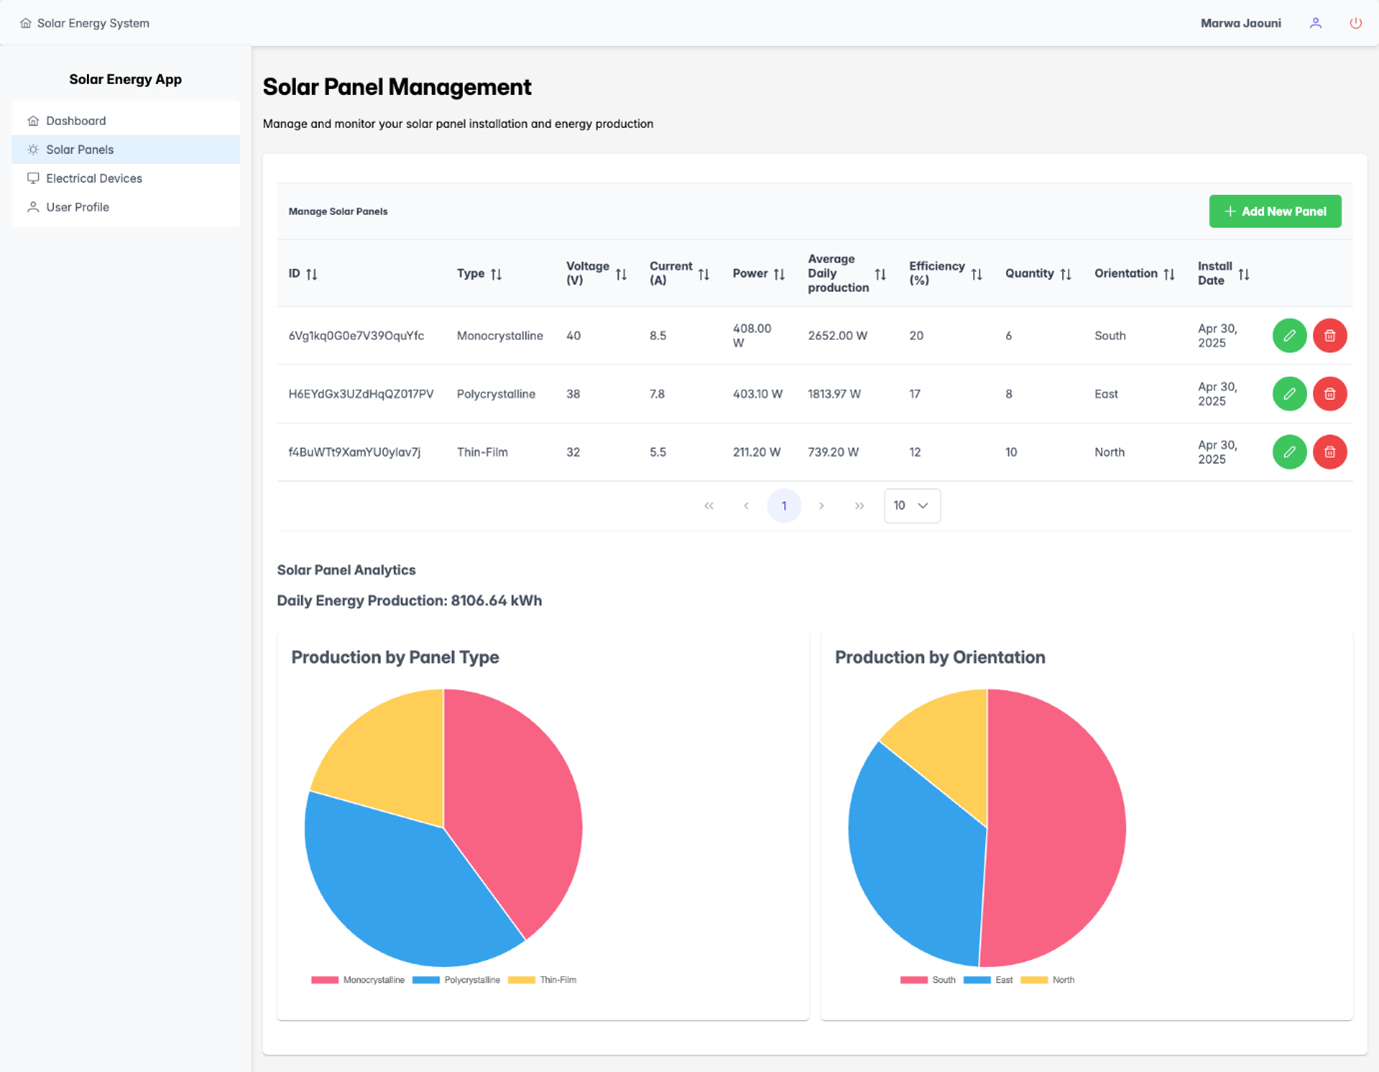 Solar Energy System
Marwa Jaouni
Solar Energy App
Dashboard
Solar Panels
Electrical Devices
User Profile
Solar Panel Management
Manage and monitor your solar panel installation and energy production
Manage Solar Panels
+ Add New Panel
ID Type Voltage (V) Current (A) Power Average Daily production Efficiency (%) Quantity Orientation Install Date
6Vg1kq0G0e7V39OquYfc Monocrystalline 40 8.5 408.00 W 2652.00 W 20 6 South Apr 30, 2025
H6EYdGx3UZdHqQZ017PV Polycrystalline 38 7.8 403.10 W 1813.97 W 17 8 East Apr 30, 2025
f4BuWTt9XamYU0ylav7j Thin-Film 32 5.5 211.20 W 739.20 W 12 10 North Apr 30, 2025
« ‹ 1 › » 10
Solar Panel Analytics
Daily Energy Production: 8106.64 kWh
Production by Panel Type
Monocrystalline Polycrystalline Thin-Film
Production by Orientation
South East North